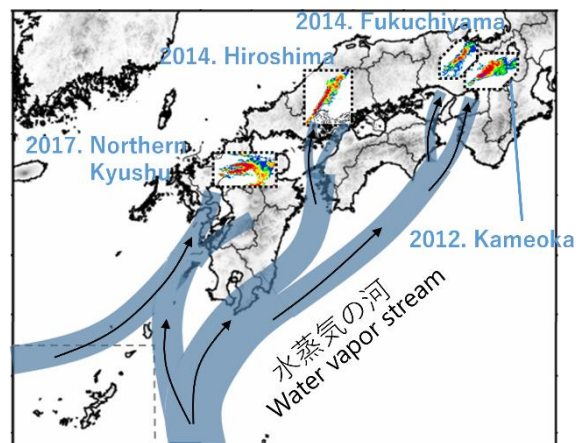 2014. Fukuchiyama
2014. Hiroshima
2017. Northern
Kyushu
2012. Kameoka
水蒸気の河
Water vapor stream